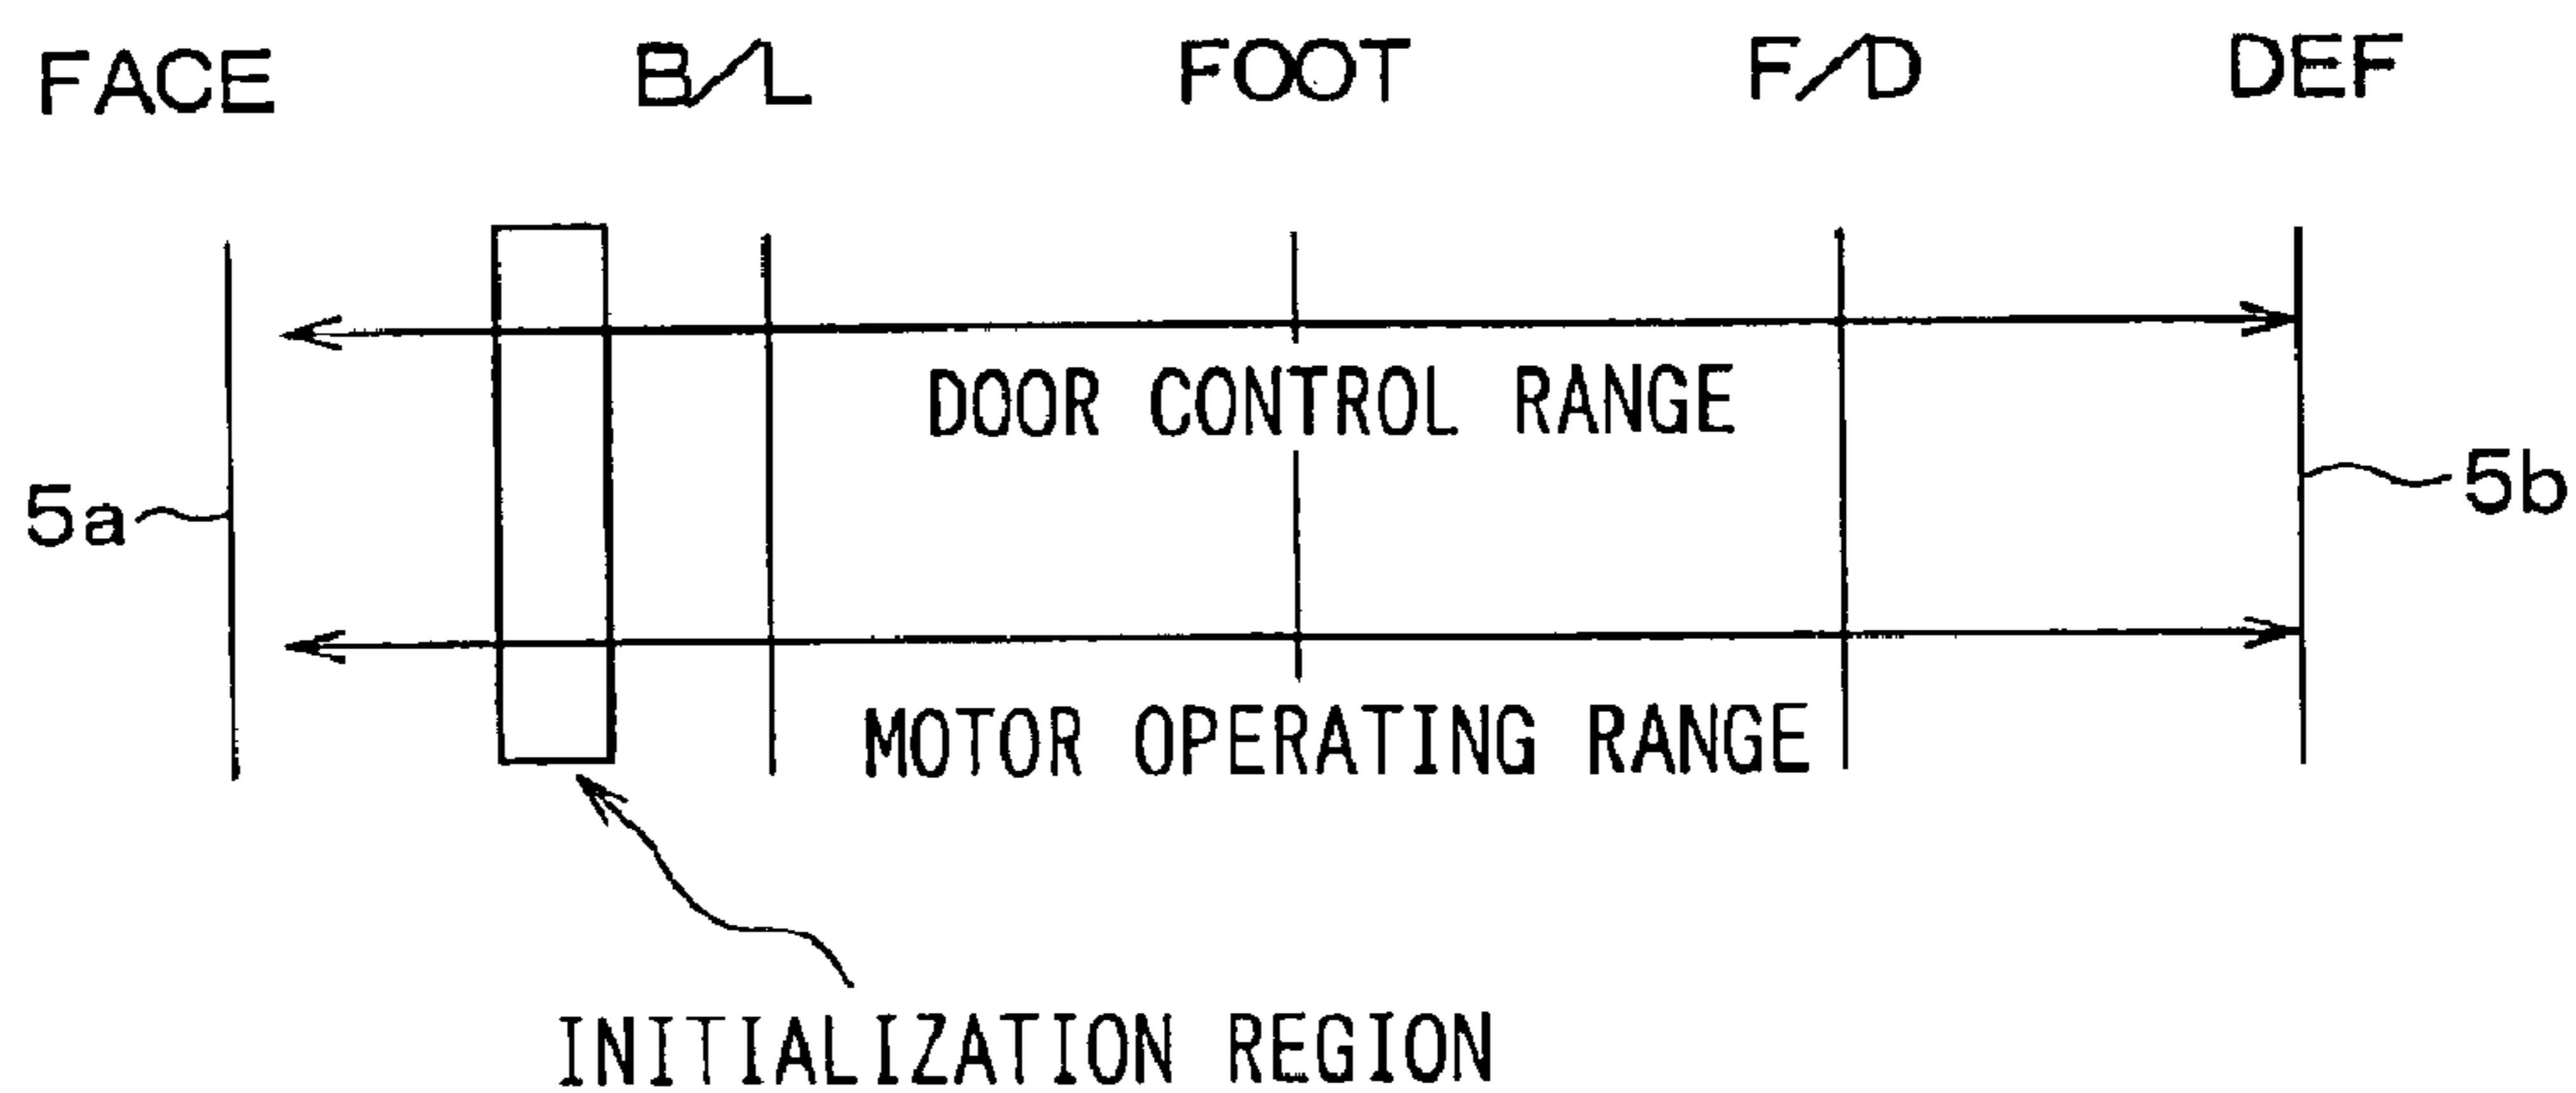 FACE B/L FOOT F/D DEF
DOOR CONTROL RANGE
5a 5b
MOTOR OPERATING RANGE
INITIALIZATION REGION